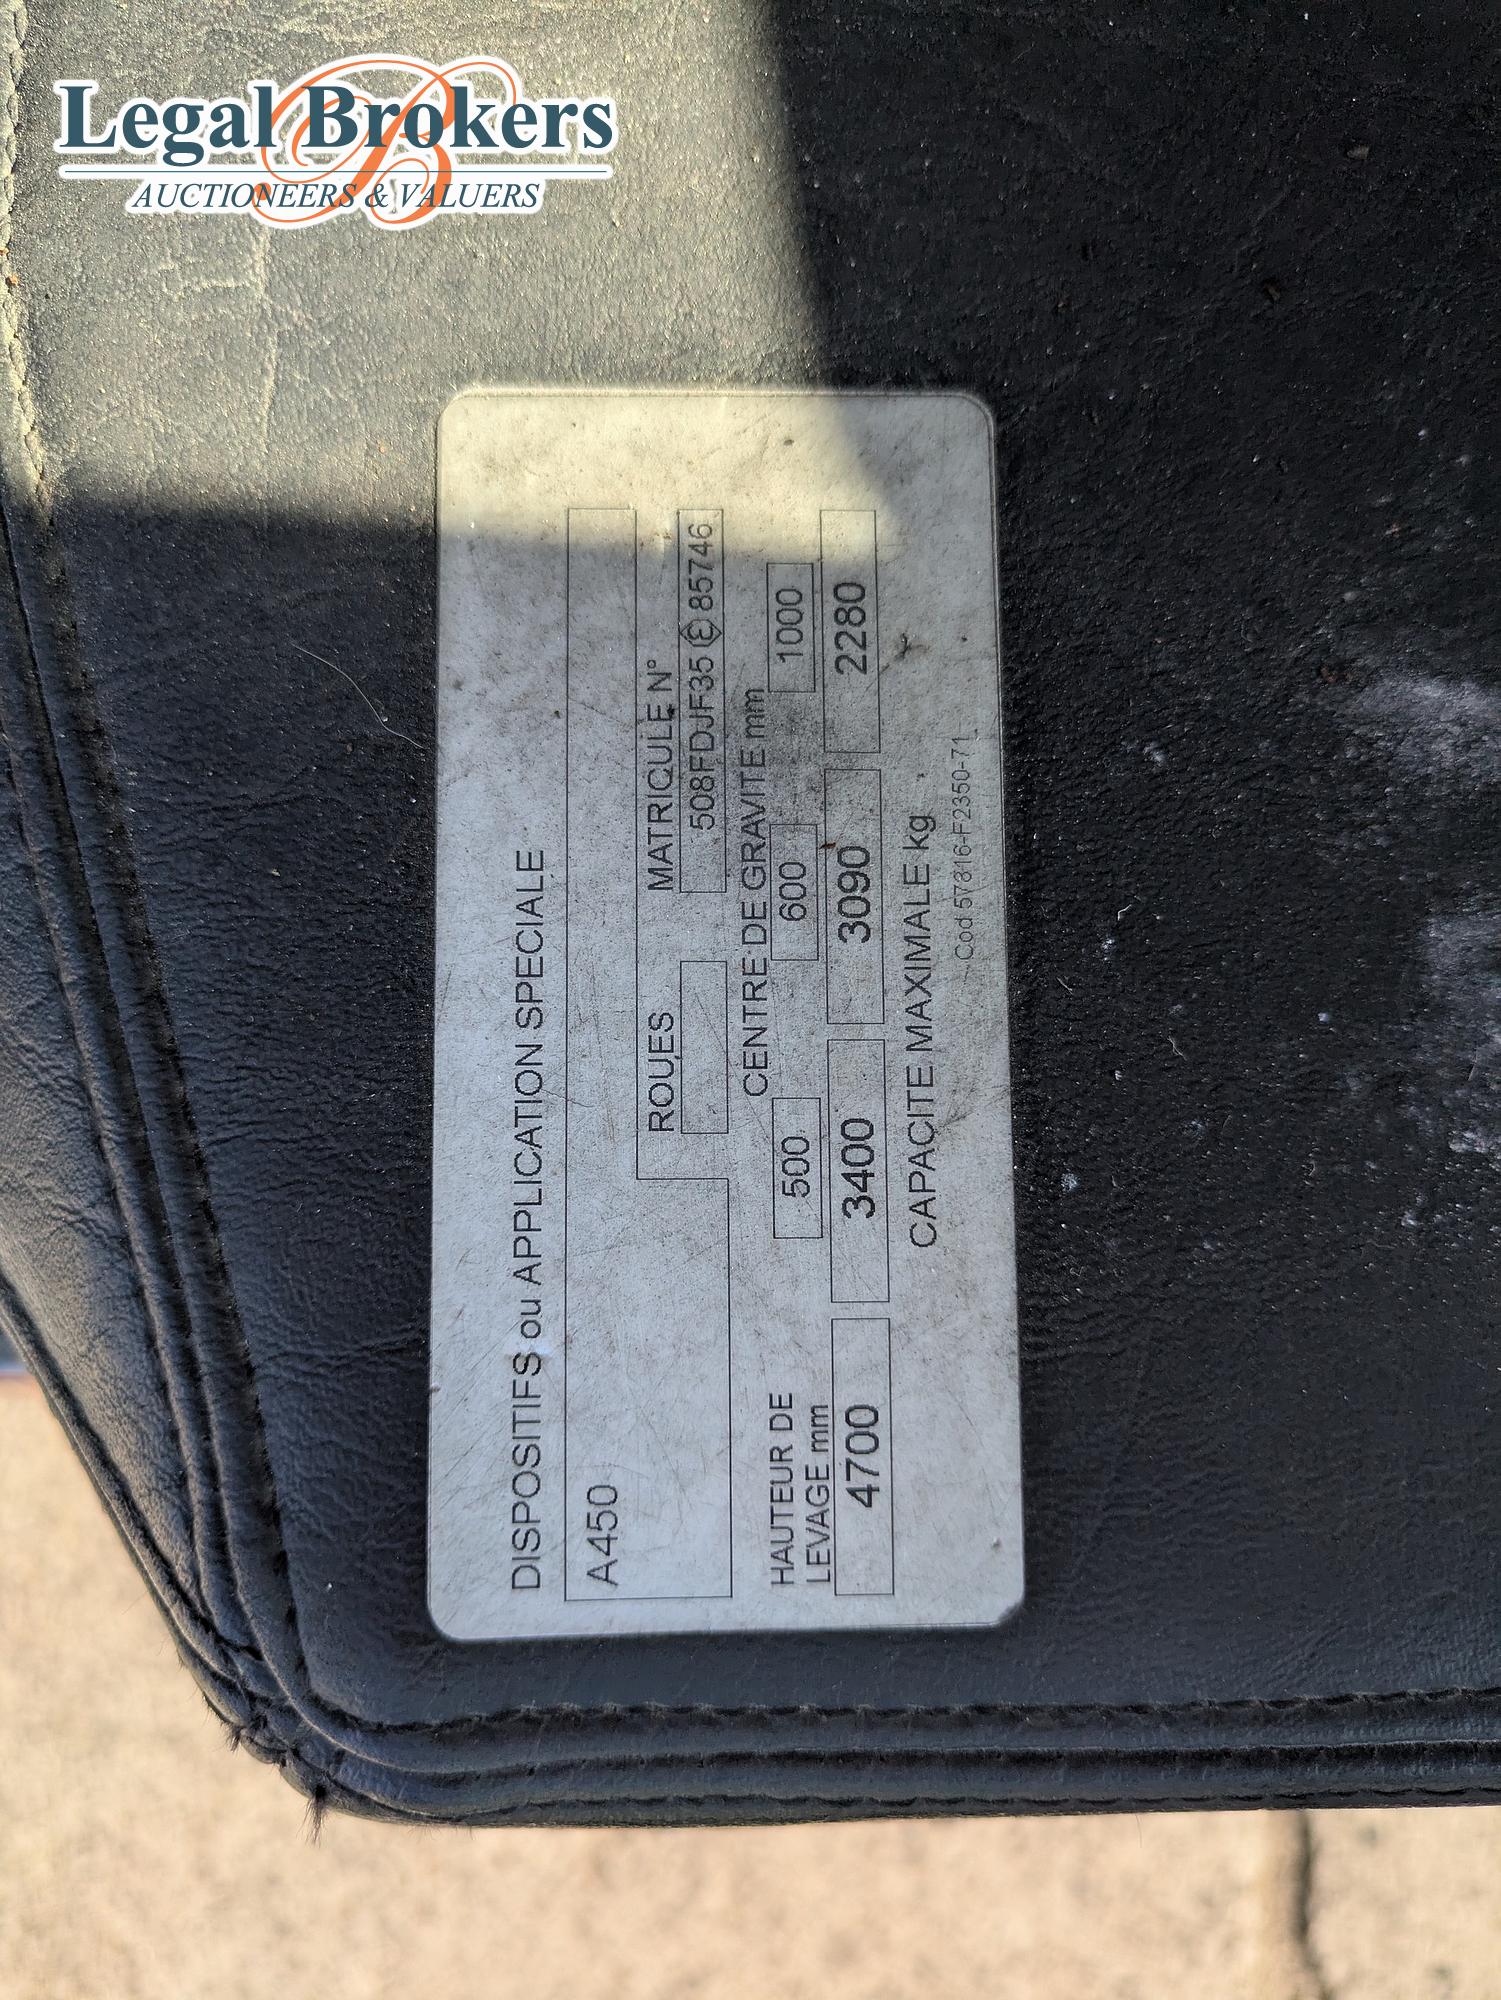 Legal Brokers
AUCTIONEERS & VALUERS
DISPOSITIFS ou APPLICATION SPECIALE
A450
ROUES
MATRICULE N°
508FDJF35 E 85746
HAUTEUR DE
LEVAGE mm
CENTRE DE GRAVITE mm
500 600 1000
4700 3400 3090 2280
CAPACITE MAXIMALE kg
Cod 57816-F2350-71